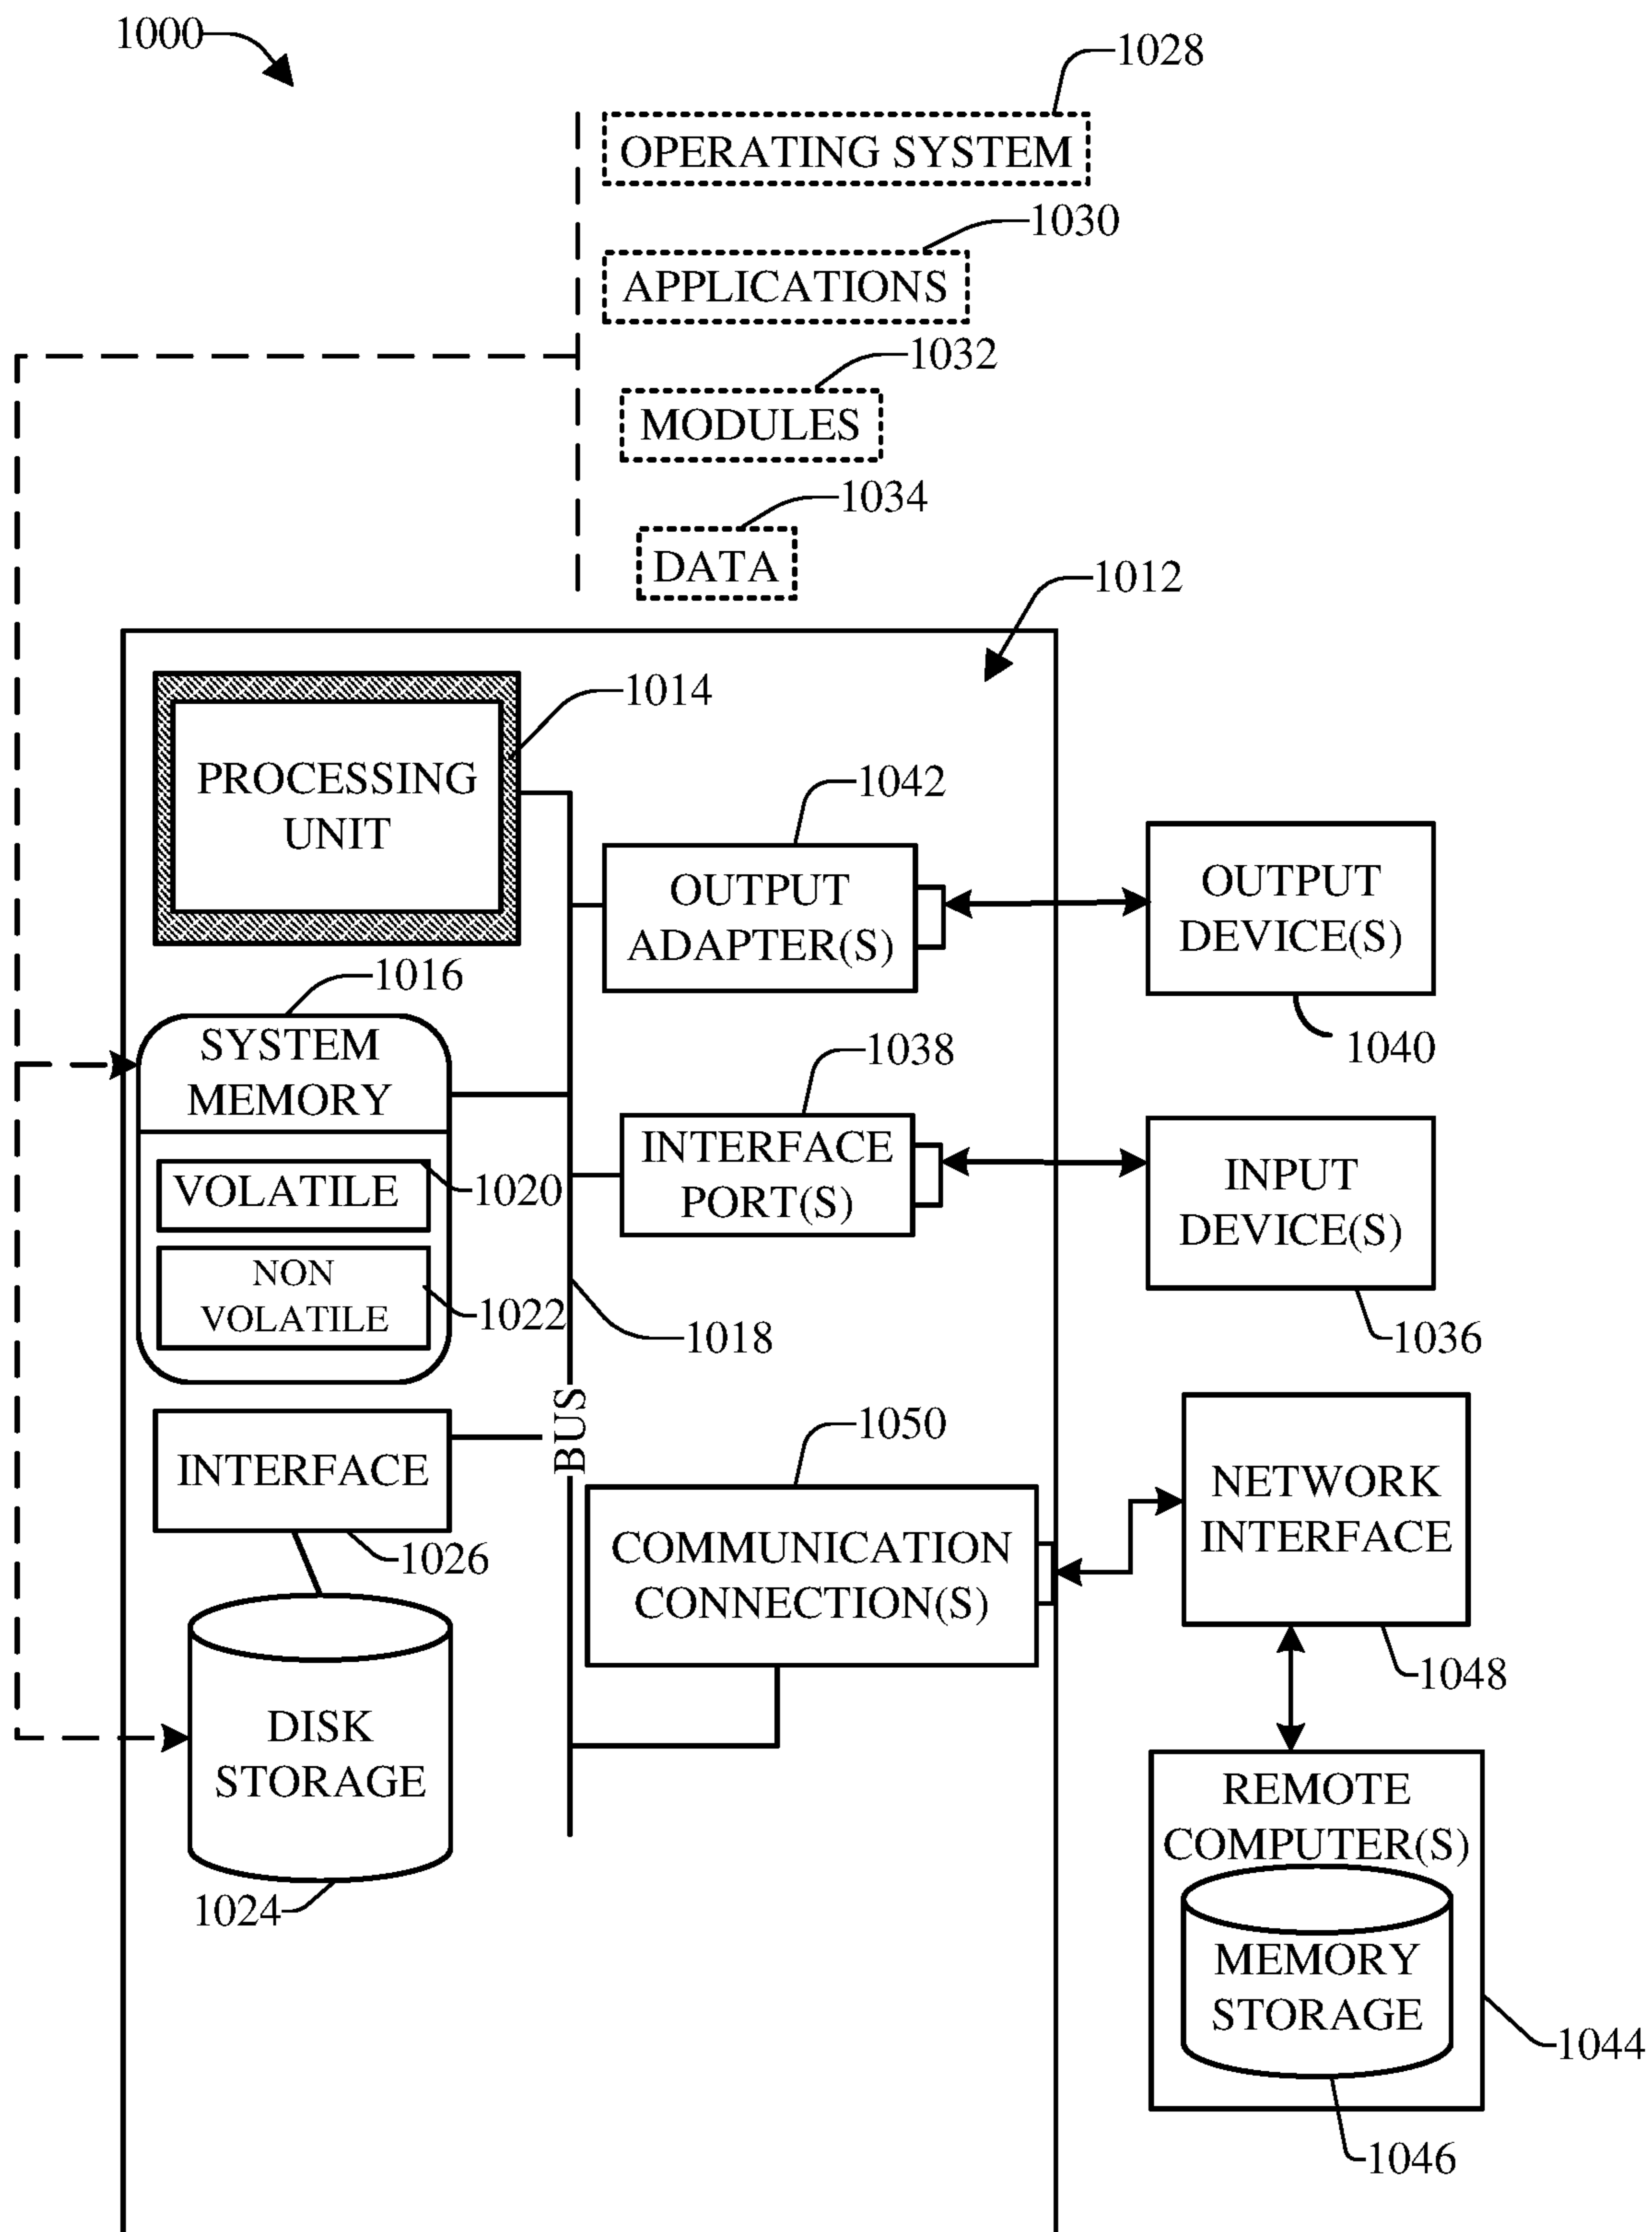 1000
1028
OPERATING SYSTEM
1030
APPLICATIONS
1032
MODULES
1034
DATA
1012
1014
PROCESSING
UNIT
1042
OUTPUT
ADAPTER(S)
OUTPUT
DEVICE(S)
1040
1016
SYSTEM
MEMORY
VOLATILE
1020
NON
VOLATILE
1022
1038
INTERFACE
PORT(S)
INPUT
DEVICE(S)
1036
1018
BUS
INTERFACE
1026
1050
COMMUNICATION
CONNECTION(S)
NETWORK
INTERFACE
1048
DISK
STORAGE
1024
REMOTE
COMPUTER(S)
MEMORY
STORAGE
1044
1046